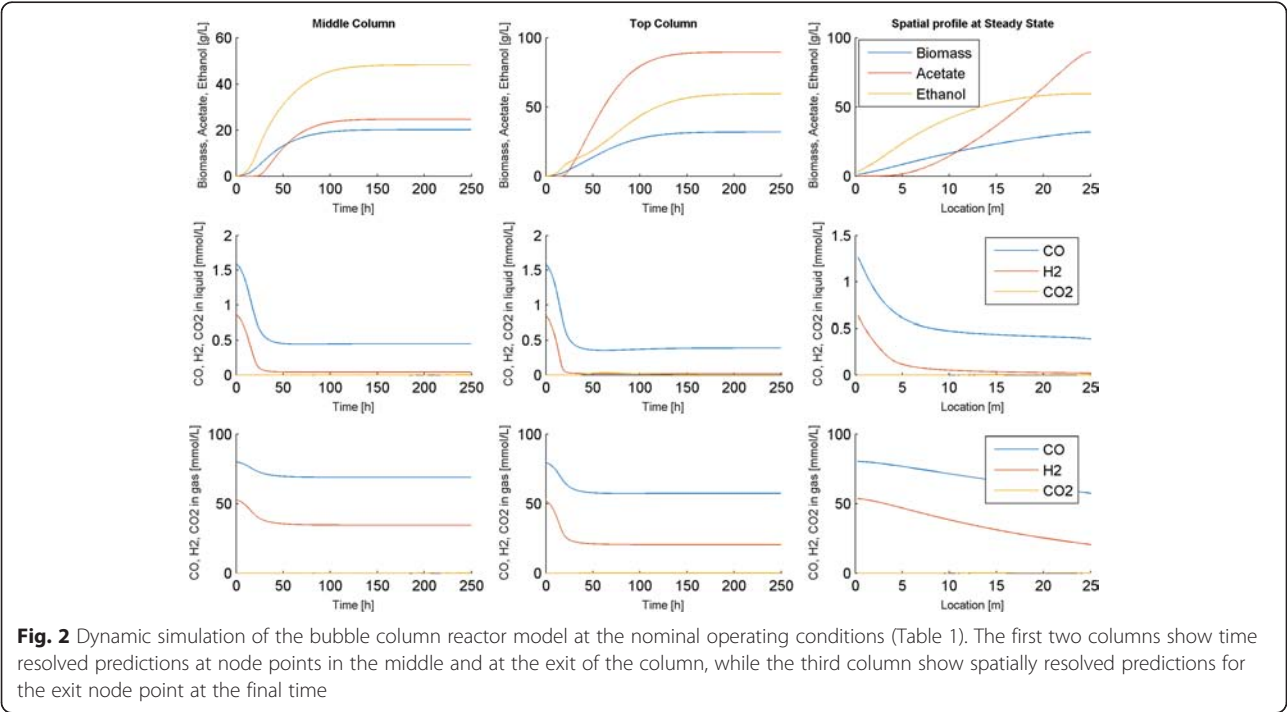 Middle Column
Top Column
Spatial profile at Steady State
Biomass, Acetate, Ethanol [g/L]
60
40
20
0
0 50 100 150 200 250
Time [h]
Biomass, Acetate, Ethanol [g/L]
100
50
0
0 50 100 150 200 250
Time [h]
Biomass, Acetate, Ethanol [g/L]
100
50
0
Biomass
Acetate
Ethanol
0 5 10 15 20 25
Location [m]
CO, H2, CO2 in liquid [mmol/L]
2
1.5
1
0.5
0
0 50 100 150 200 250
Time [h]
CO, H2, CO2 in liquid [mmol/L]
2
1.5
1
0.5
0
0 50 100 150 200 250
Time [h]
CO, H2, CO2 in liquid [mmol/L]
1.5
1
0.5
0
CO
H2
CO2
0 5 10 15 20 25
Location [m]
CO, H2, CO2 in gas [mmol/L]
100
50
0
0 50 100 150 200 250
Time [h]
CO, H2, CO2 in gas [mmol/L]
100
50
0
0 50 100 150 200 250
Time [h]
CO, H2, CO2 in gas [mmol/L]
100
50
0
CO
H2
CO2
0 5 10 15 20 25
Location [m]
Fig. 2 Dynamic simulation of the bubble column reactor model at the nominal operating conditions (Table 1). The first two columns show time
resolved predictions at node points in the middle and at the exit of the column, while the third column show spatially resolved predictions for
the exit node point at the final time